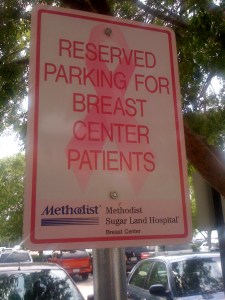 RESERVED
PARKING FOR
BREAST
CENTER
PATIENTS
Methodist
Methodist
Sugar Land Hospital
Breast Center